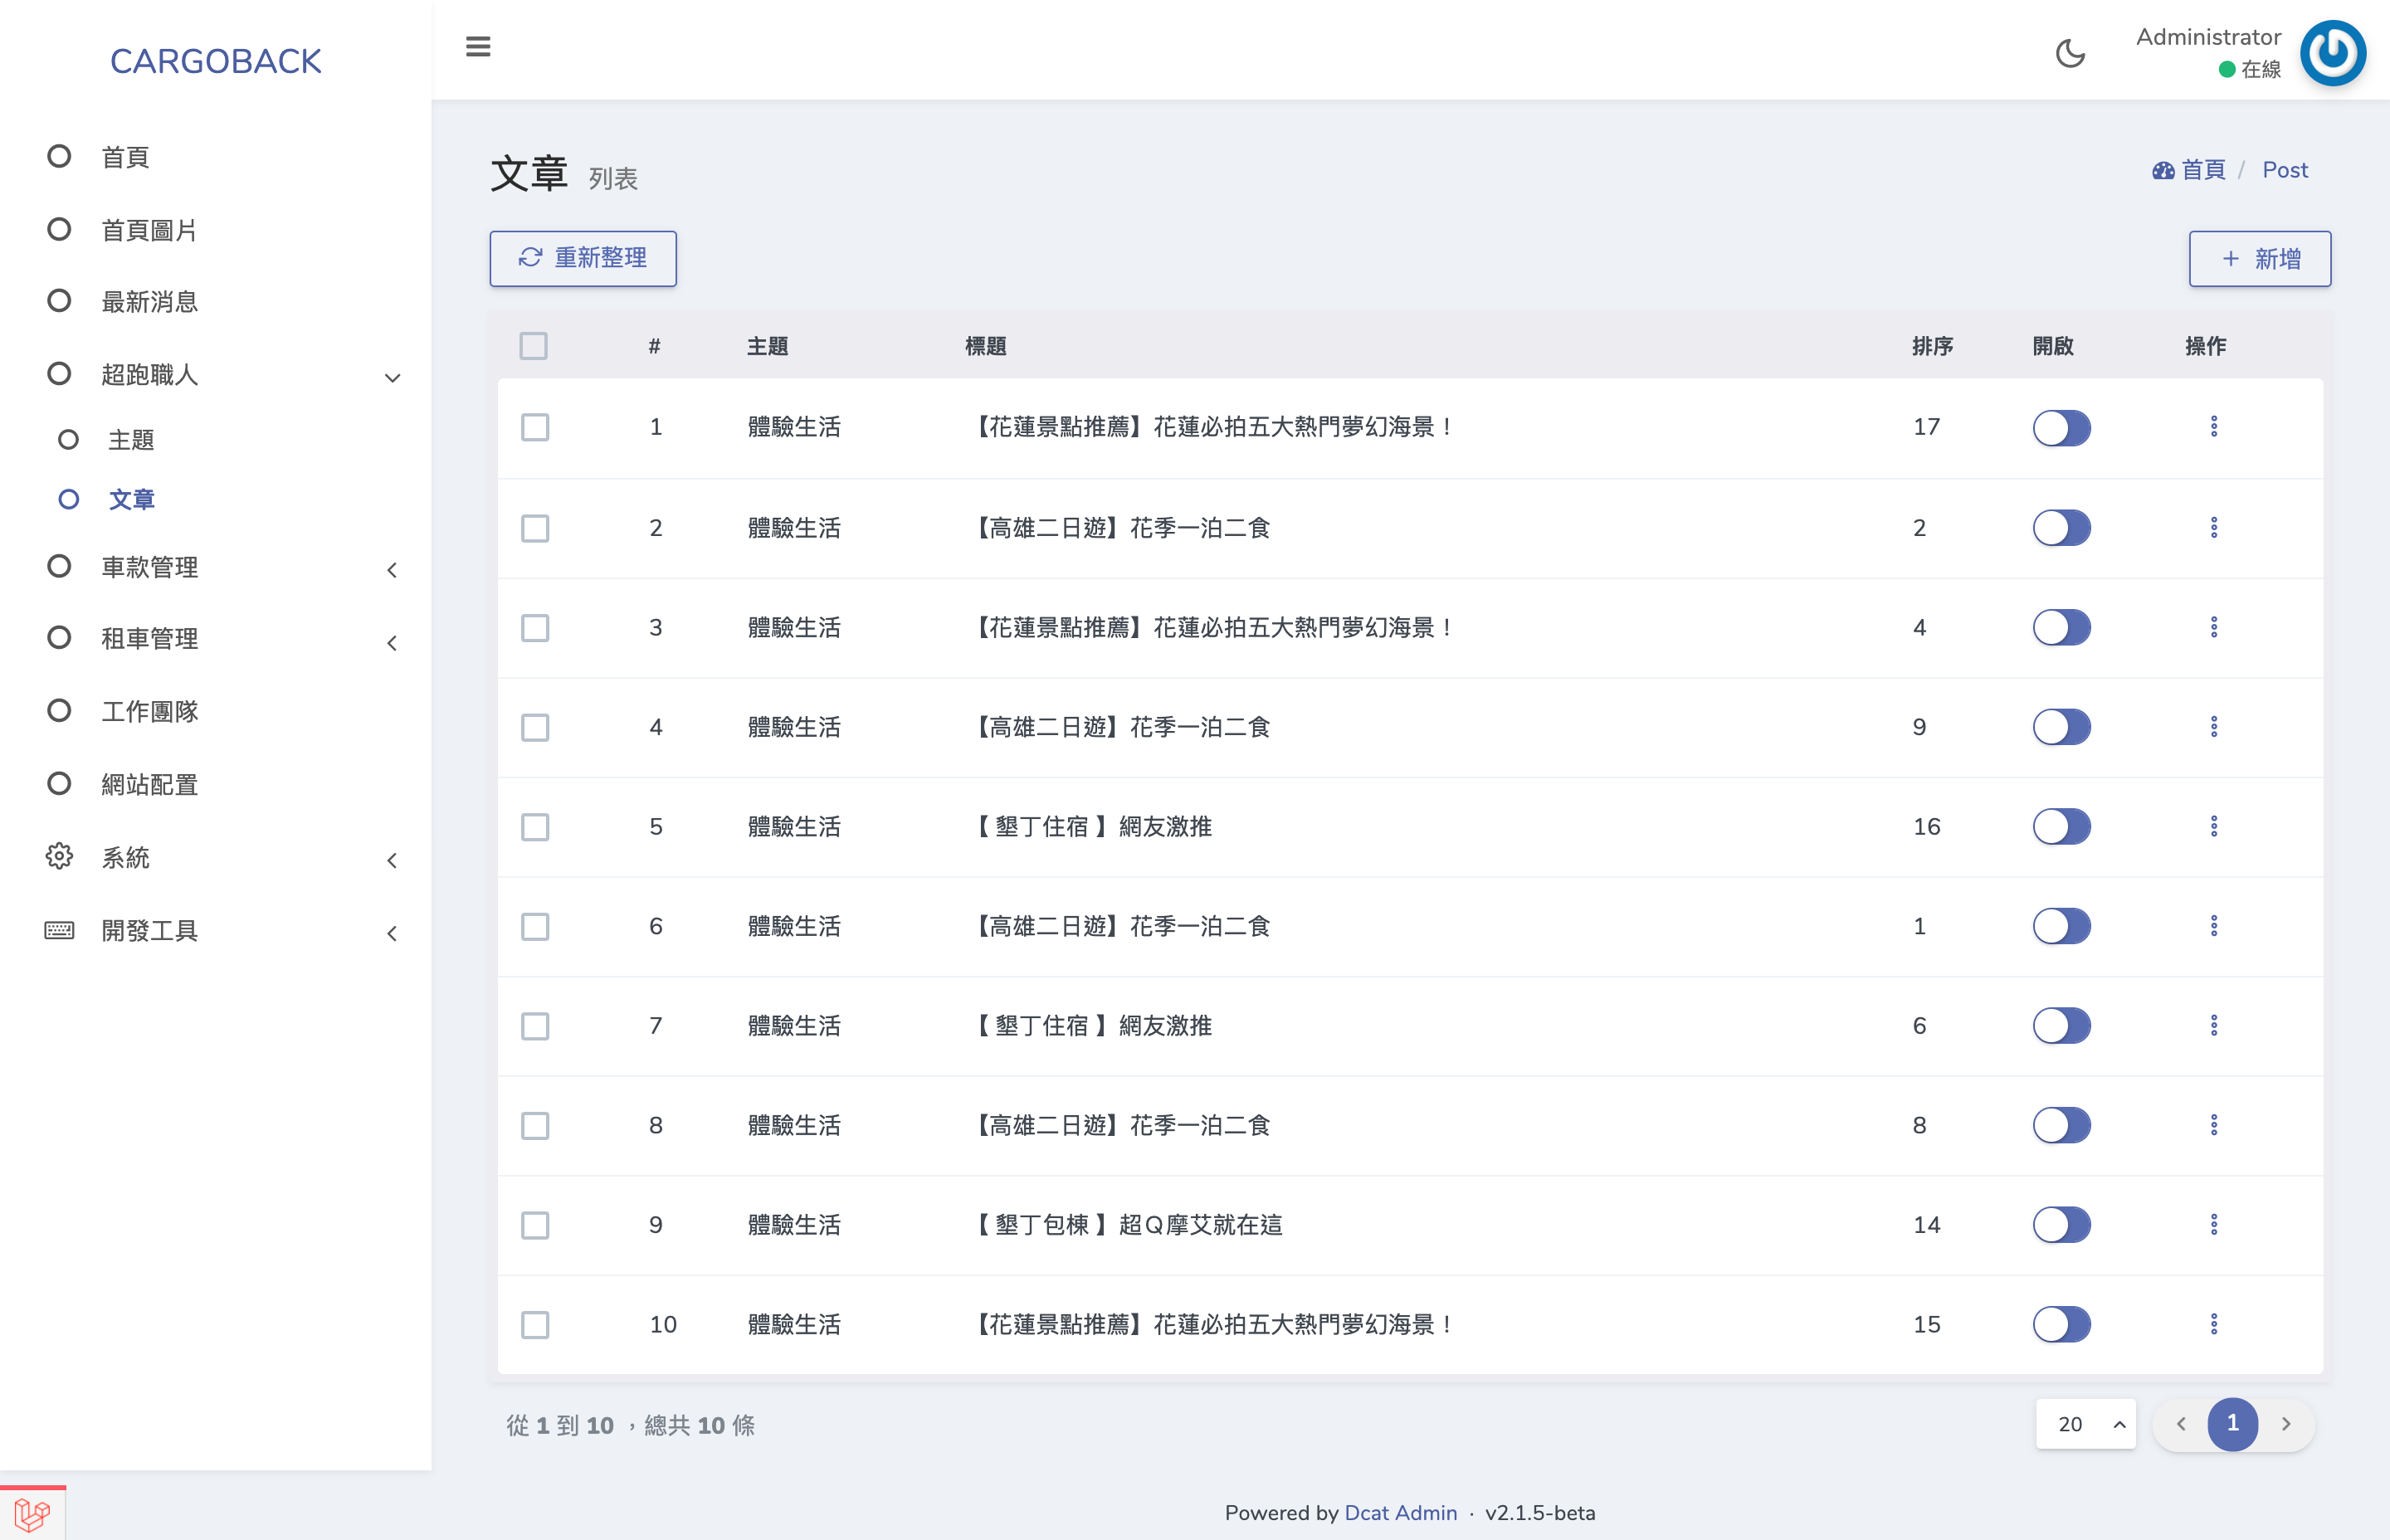 CARGOBACK
Administrator
在線
首頁
首頁圖片
最新消息
超跑職人
主題
文章
車款管理
租車管理
工作團隊
網站配置
系統
開發工具
文章 列表
首頁 / Post
重新整理
+ 新增
# 主題 標題 排序 開啟 操作
1 體驗生活 【花蓮景點推薦】花蓮必拍五大熱門夢幻海景！ 17
2 體驗生活 【高雄二日遊】花季一泊二食 2
3 體驗生活 【花蓮景點推薦】花蓮必拍五大熱門夢幻海景！ 4
4 體驗生活 【高雄二日遊】花季一泊二食 9
5 體驗生活 【 墾丁住宿 】網友激推 16
6 體驗生活 【高雄二日遊】花季一泊二食 1
7 體驗生活 【 墾丁住宿 】網友激推 6
8 體驗生活 【高雄二日遊】花季一泊二食 8
9 體驗生活 【 墾丁包棟 】超Ｑ摩艾就在這 14
10 體驗生活 【花蓮景點推薦】花蓮必拍五大熱門夢幻海景！ 15
從 1 到 10 ，總共 10 條
20
1
Powered by Dcat Admin · v2.1.5-beta